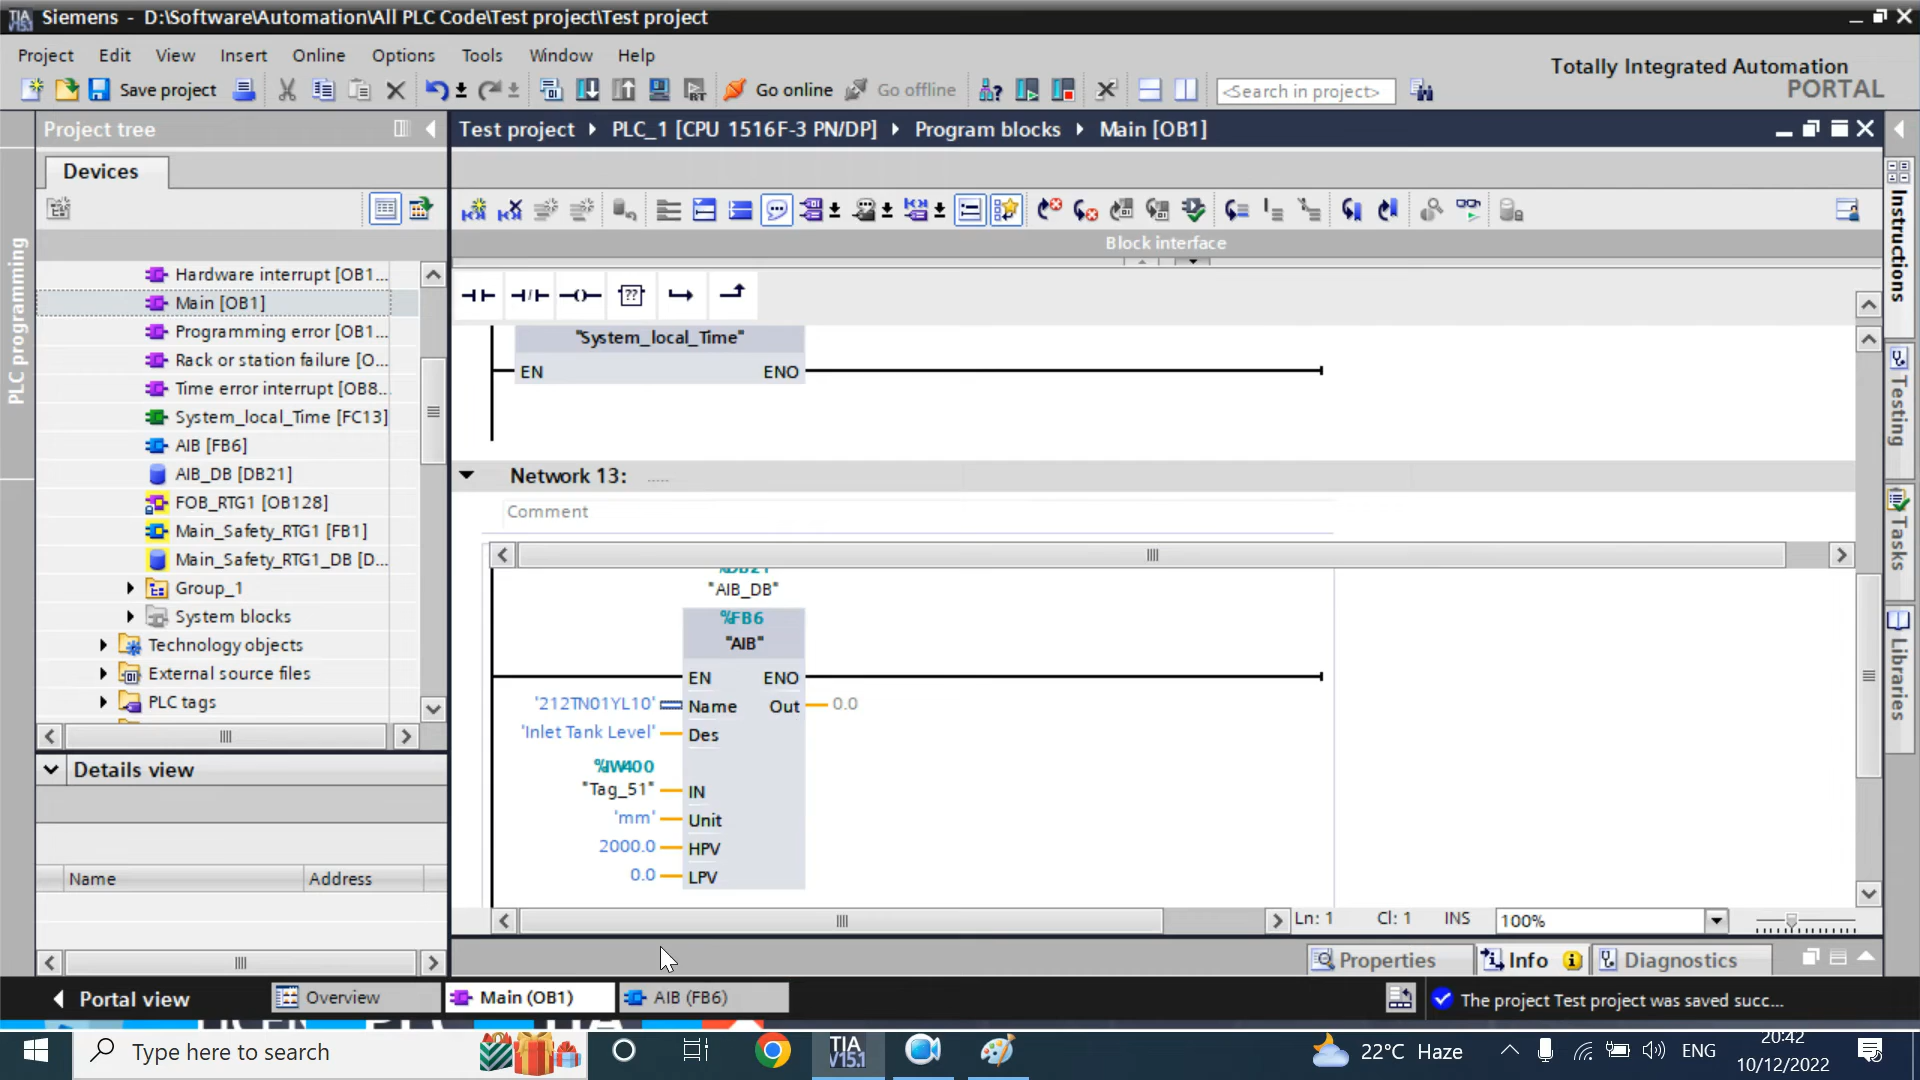 TIA V15.1 Siemens - D:\Software\Automation\All PLC Code\Test project\Test project
Project Edit View Insert Online Options Tools Window Help
Totally Integrated Automation
PORTAL
Save project Go online Go offline <Search in project>
Project tree
Test project PLC_1 [CPU 1516F-3 PN/DP] Program blocks Main [OB1]
Devices
Block interface
PLC programming
Hardware interrupt [OB1...
Main [OB1]
Programming error [OB1...
Rack or station failure [O...
Time error interrupt [OB8...
System_local_Time [FC13]
AIB [FB6]
AIB_DB [DB21]
FOB_RTG1 [OB128]
Main_Safety_RTG1 [FB1]
Main_Safety_RTG1_DB [D...
Group_1
System blocks
Technology objects
External source files
PLC tags
Details view
Name Address
??
"System_local_Time"
EN ENO
Network 13: .....
Comment
%DB21
"AIB_DB"
%FB6
"AIB"
EN ENO
'212TN01YL10' Name Out 0.0
'Inlet Tank Level' Des
%IW400
"Tag_51" IN
'mm' Unit
2000.0 HPV
0.0 LPV
Ln: 1 Cl: 1 INS 100%
Properties Info Diagnostics
Instructions
Testing
Tasks
Libraries
Portal view Overview Main (OB1) AIB (FB6) The project Test project was saved succ...
Type here to search TIA V15.1 22°C Haze ENG 20:42
10/12/2022